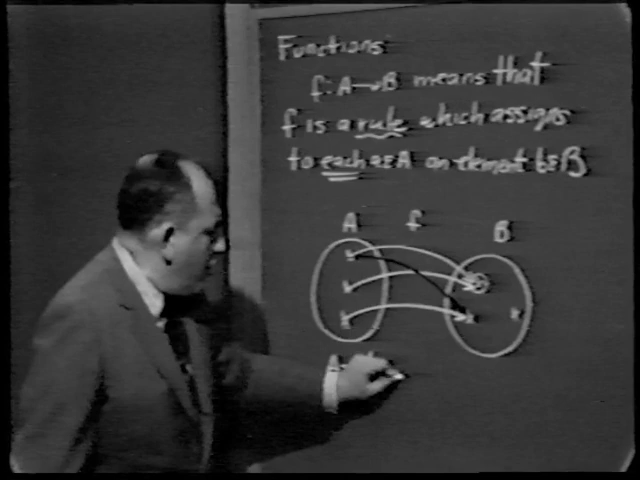 Functions
f: A→B means that
f is a rule which assigns
to each a∈A an element b∈B
A f B